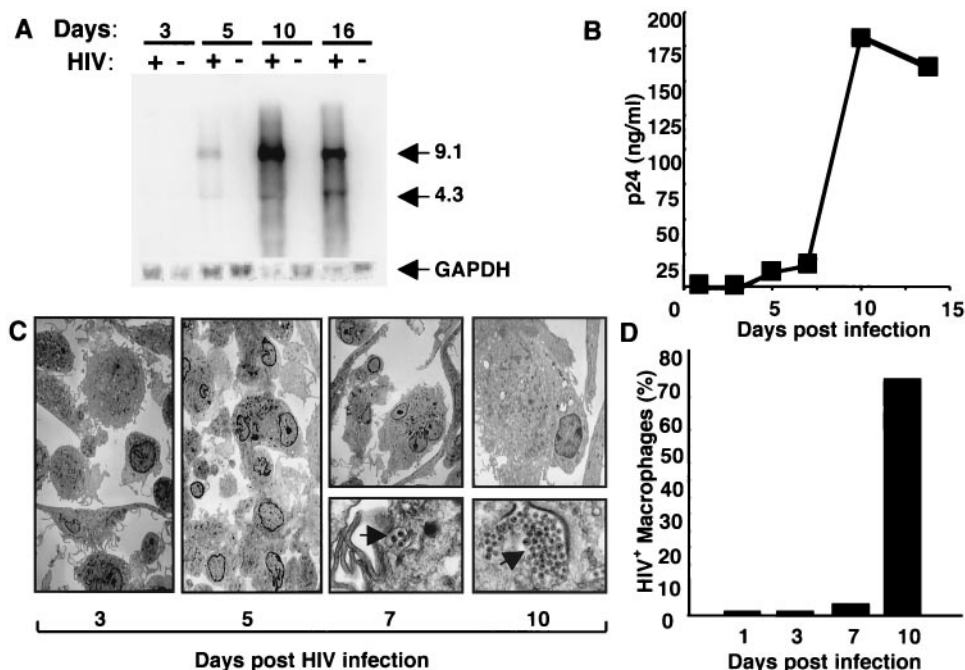 A
Days: 3 5 10 16
HIV: + - + - + - + -
9.1
4.3
GAPDH
B
200
175
150
125
100
75
50
25
0
5 10 15
p24 (ng/ml)
Days post infection
C
3 5 7 10
Days post HIV infection
D
70
60
50
40
30
20
10
0
HIV+ Macrophages (%)
1 3 7 10
Days post infection